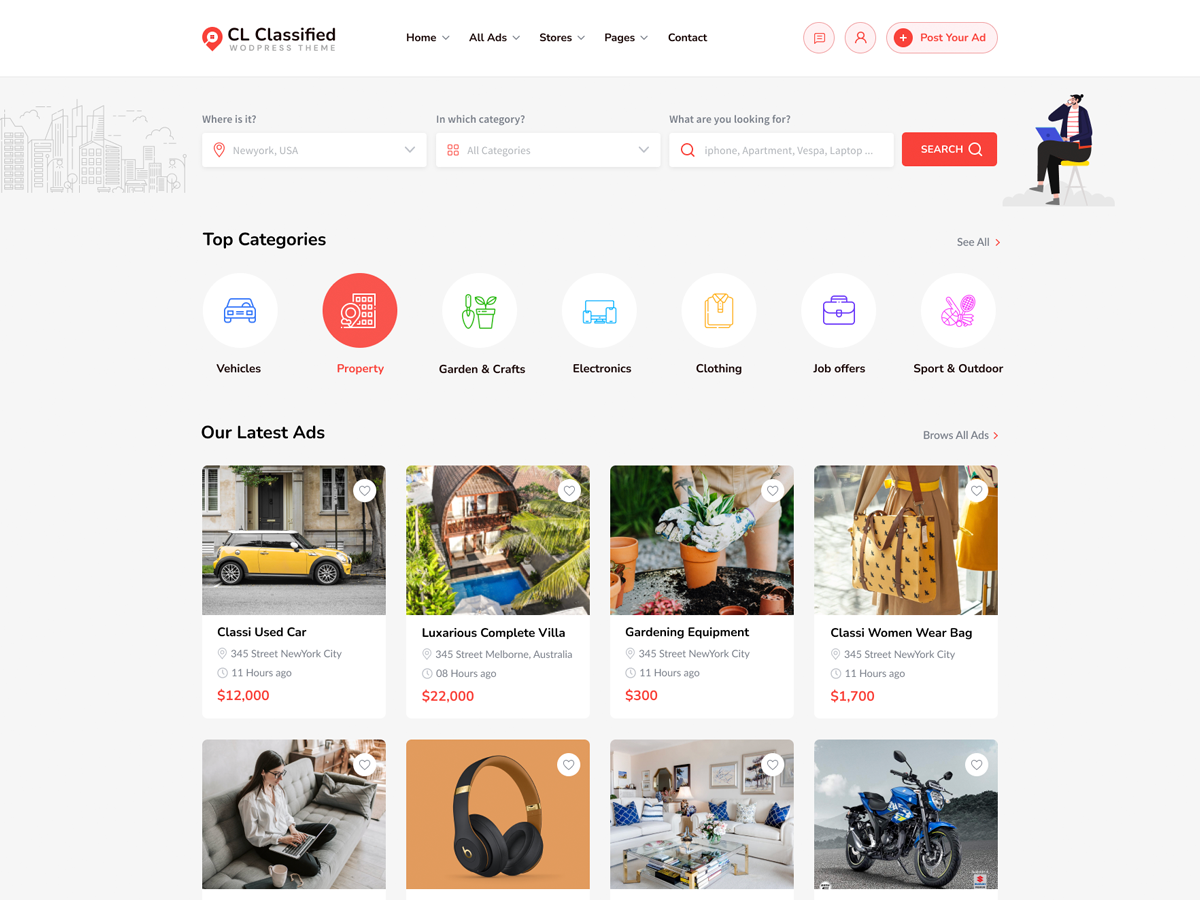 CL Classified
WODPRESS THEME
Home
All Ads
Stores
Pages
Contact
Post Your Ad
Where is it?
In which category?
What are you looking for?
Newyork, USA
All Categories
iphone, Apartment, Vespa, Laptop ...
SEARCH
Top Categories
See All
Vehicles
Property
Garden & Crafts
Electronics
Clothing
Job offers
Sport & Outdoor
Our Latest Ads
Brows All Ads
Classi Used Car
345 Street NewYork City
11 Hours ago
$12,000
Luxarious Complete Villa
345 Street Melborne, Australia
08 Hours ago
$22,000
Gardening Equipment
345 Street NewYork City
11 Hours ago
$300
Classi Women Wear Bag
345 Street NewYork City
11 Hours ago
$1,700